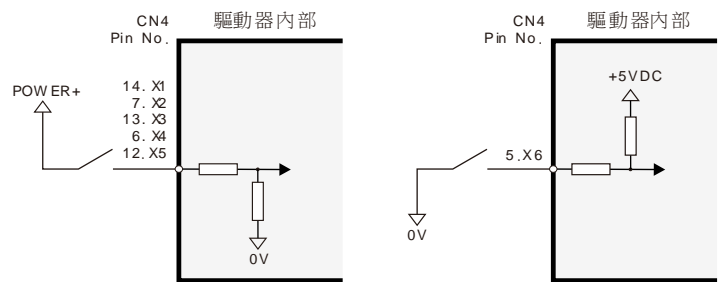 CN4
Pin No.
驅動器內部
POWER+
14. X1
7. X2
13. X3
6. X4
12. X5
0V
CN4
Pin No.
驅動器內部
+5VDC
5. X6
0V